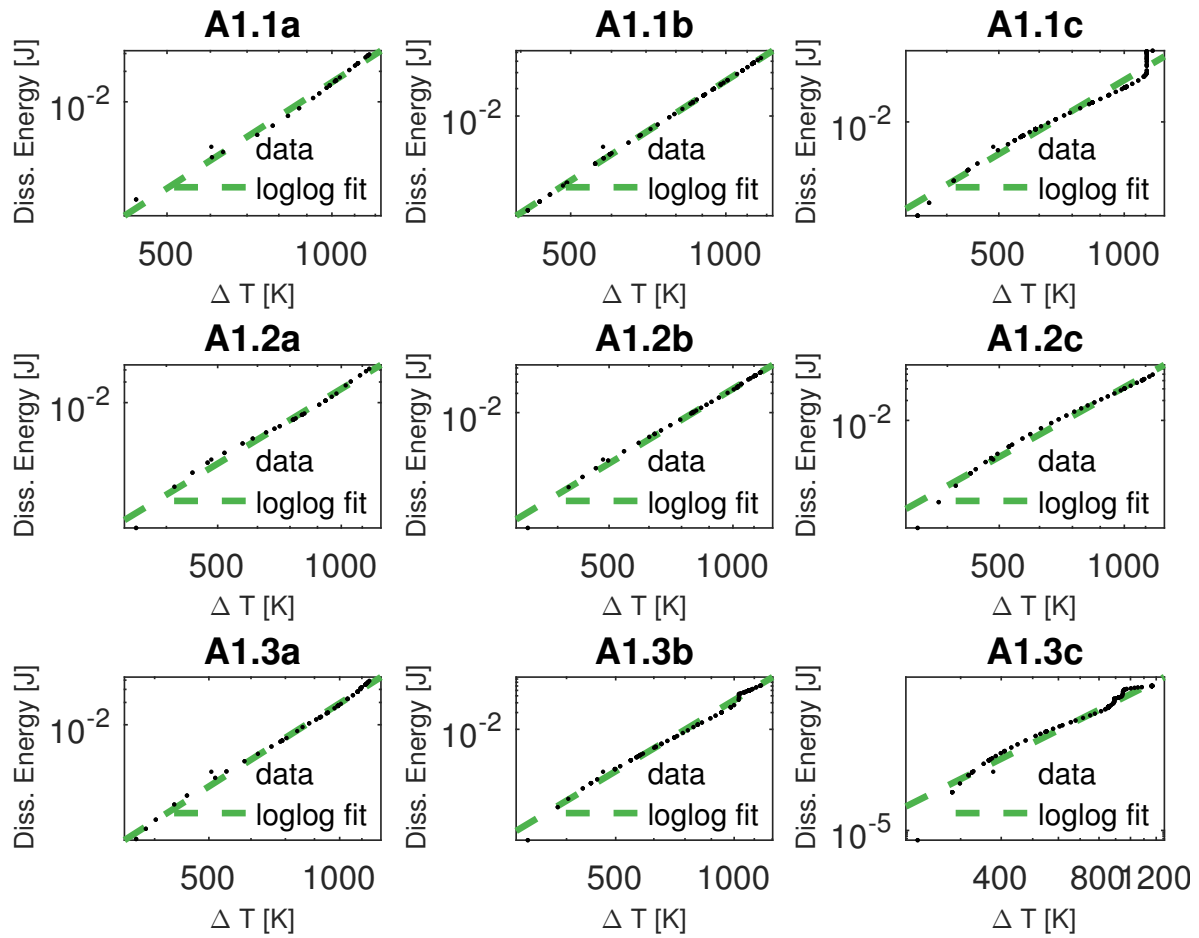 A1.1a
Diss. Energy [J]
10-2
data
loglog fit
500 1000
Δ T [K]
A1.1b
Diss. Energy [J]
10-2
data
loglog fit
500 1000
Δ T [K]
A1.1c
Diss. Energy [J]
10-2
data
loglog fit
500 1000
Δ T [K]
A1.2a
Diss. Energy [J]
10-2
data
loglog fit
500 1000
Δ T [K]
A1.2b
Diss. Energy [J]
10-2
data
loglog fit
500 1000
Δ T [K]
A1.2c
Diss. Energy [J]
10-2
data
loglog fit
500 1000
Δ T [K]
A1.3a
Diss. Energy [J]
10-2
data
loglog fit
500 1000
Δ T [K]
A1.3b
Diss. Energy [J]
10-2
data
loglog fit
500 1000
Δ T [K]
A1.3c
Diss. Energy [J]
data
loglog fit
10-5
400 800 1200
Δ T [K]